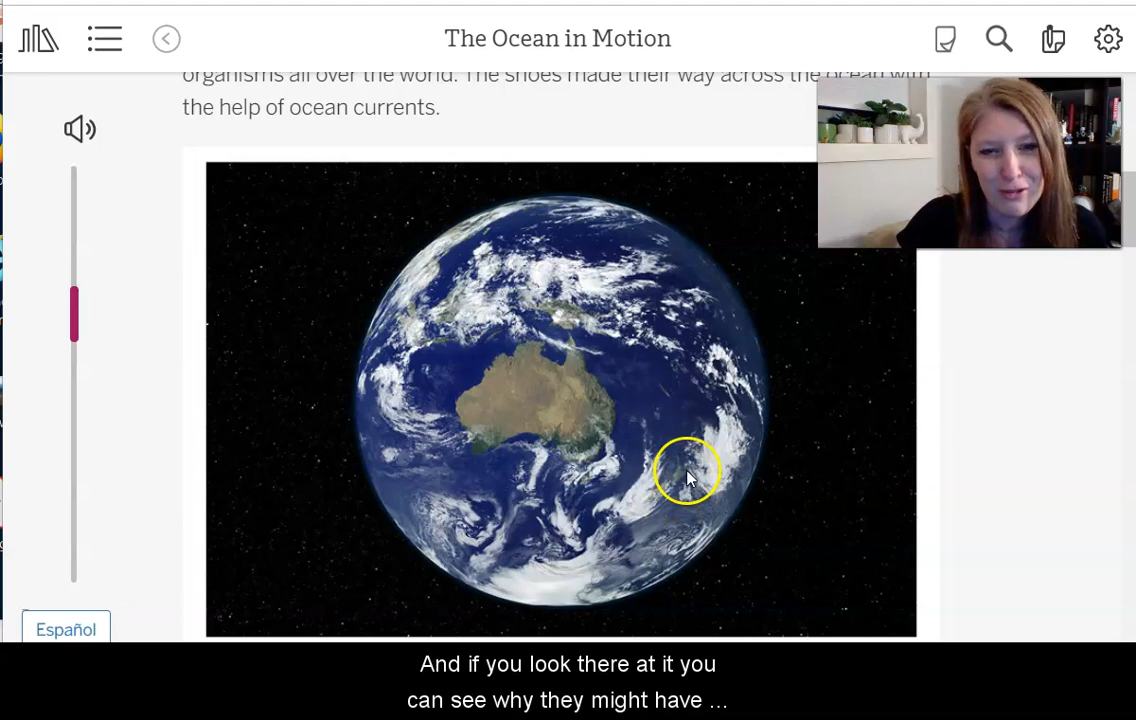 The Ocean in Motion
organisms all over the world. The shoes made their way across the ocean with
the help of ocean currents.
Español
And if you look there at it you
can see why they might have ...